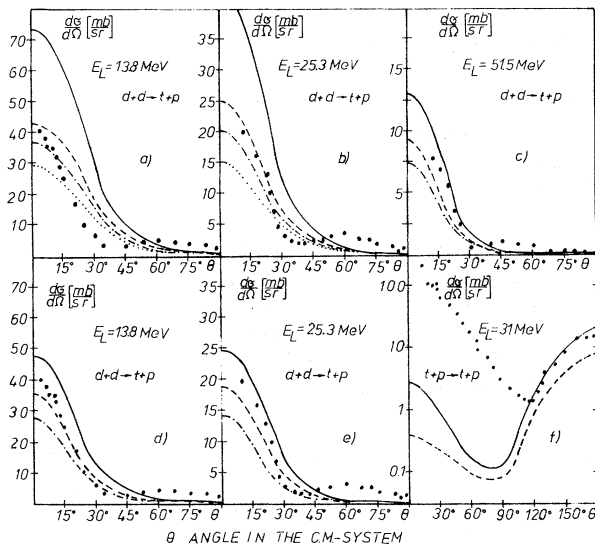 dσ/dΩ [mb/sr]
E_L=13.8 MeV
d+d→t+p
a)
70
60
50
40
30
20
10
15° 30° 45° 60° 75° θ
dσ/dΩ [mb/sr]
E_L=25.3 MeV
d+d→t+p
b)
35
30
25
20
15
10
5
15° 30° 45° 60° 75° θ
dσ/dΩ [mb/sr]
E_L=51.5 MeV
d+d→t+p
c)
15
10
7.5
5
15° 30° 45° 60° 75° θ
dσ/dΩ [mb/sr]
E_L=13.8 MeV
d+d→t+p
d)
70
60
50
40
30
20
10
15° 30° 45° 60° 75° θ
dσ/dΩ [mb/sr]
E_L=25.3 MeV
d+d→t+p
e)
35
30
25
20
15
10
5
15° 30° 45° 60° 75° θ
dσ/dΩ [mb/sr]
E_L=31 MeV
t+p→t+p
f)
100
10
1
0.1
30° 60° 90° 120° 150°
θ ANGLE IN THE C.M-SYSTEM